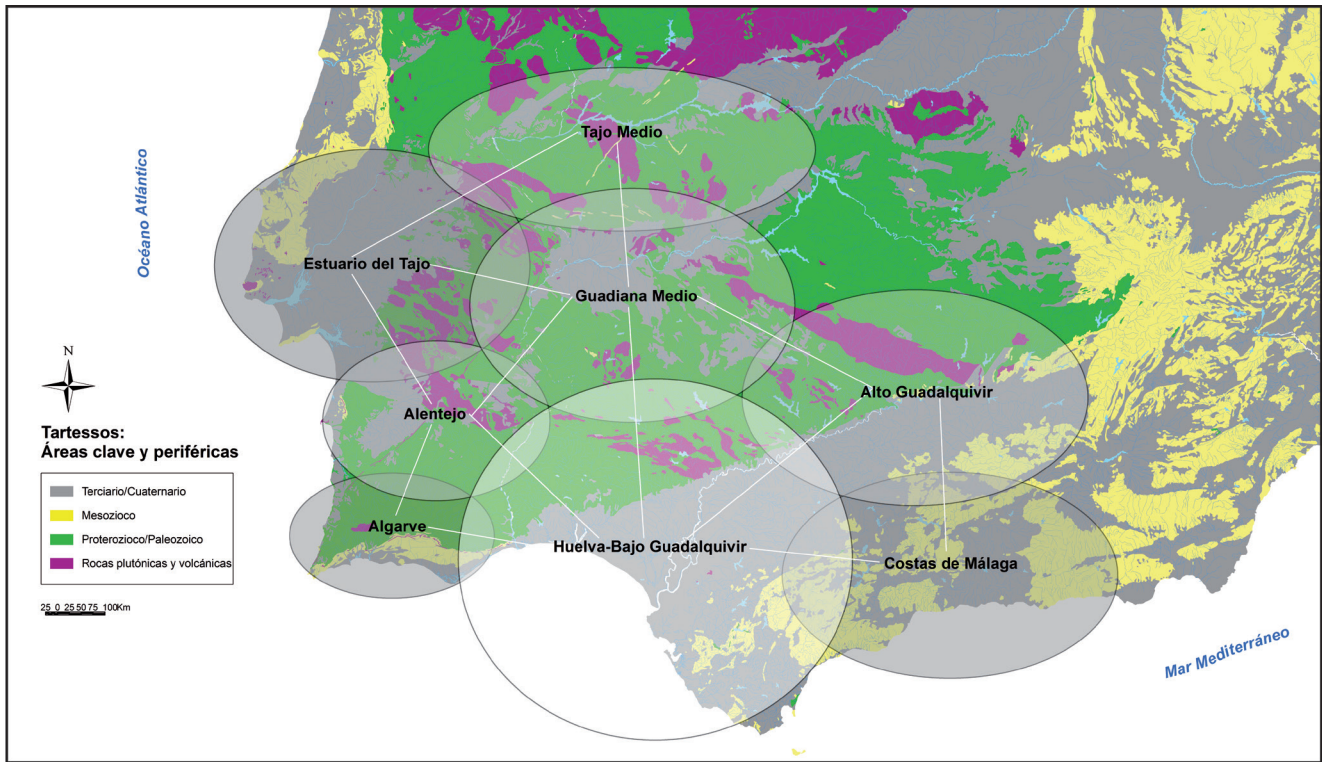 Tajo Medio
Océano Atlántico
Estuario del Tajo
Guadiana Medio
N
Alto Guadalquivir
Alentejo
Tartessos:
Áreas clave y periféricas
Terciario/Cuaternario
Mesozioco
Proterozioco/Paleozoico
Rocas plutónicas y volcánicas
Algarve
Huelva-Bajo Guadalquivir
Costas de Málaga
25 0 25 50 75 100Km
Mar Mediterráneo